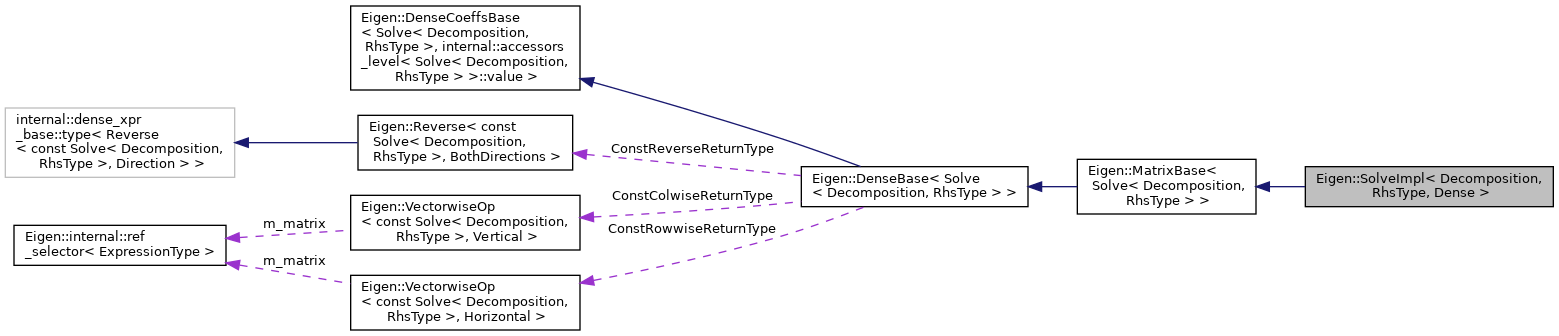 Eigen::DenseCoeffsBase
< Solve< Decomposition,
RhsType >, internal::accessors
_level< Solve< Decomposition,
RhsType > >::value >
internal::dense_xpr
_base::type< Reverse
< const Solve< Decomposition,
RhsType >, Direction > >
Eigen::Reverse< const
Solve< Decomposition,
RhsType >, BothDirections >
ConstReverseReturnType
Eigen::DenseBase< Solve
< Decomposition, RhsType > >
Eigen::MatrixBase<
Solve< Decomposition,
RhsType > >
Eigen::SolveImpl< Decomposition,
RhsType, Dense >
ConstColwiseReturnType
Eigen::VectorwiseOp
< const Solve< Decomposition,
RhsType >, Vertical >
m_matrix
ConstRowwiseReturnType
Eigen::internal::ref
_selector< ExpressionType >
m_matrix
Eigen::VectorwiseOp
< const Solve< Decomposition,
RhsType >, Horizontal >